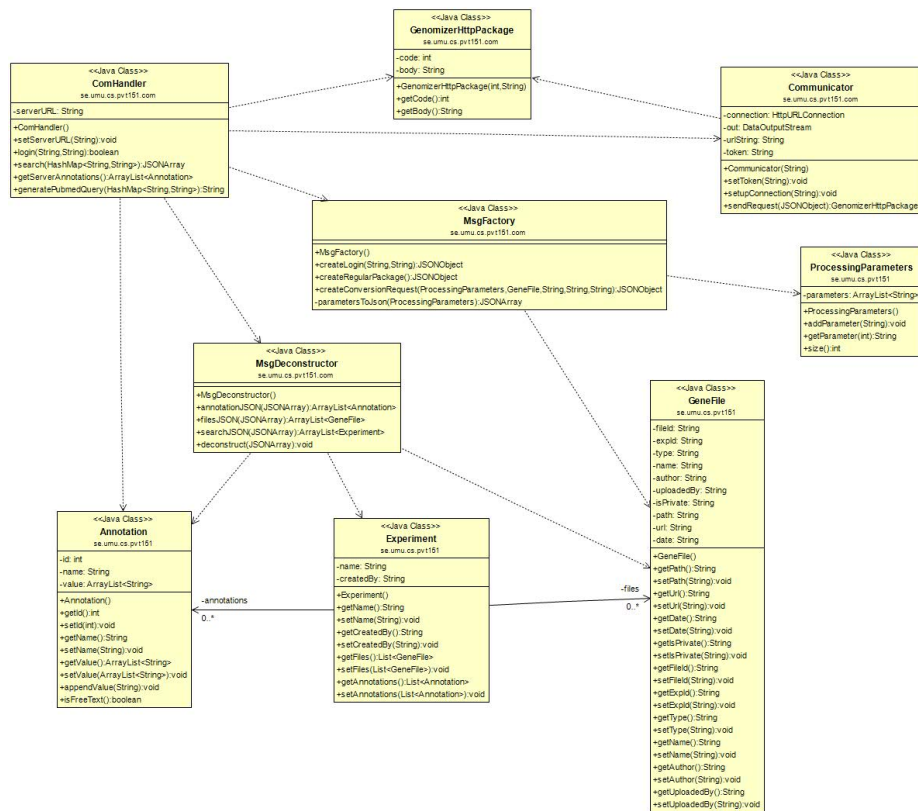 <<Java Class>>
GenomizerHttpPackage
se.umu.cs.pvt151.com
-code: int
-body: String
+GenomizerHttpPackage(int,String)
+getCode():int
+getBody():String
<<Java Class>>
ComHandler
se.umu.cs.pvt151.com
-serverURL: String
+ComHandler()
+setServerURL(String):void
+login(String,String):boolean
+search(HashMap<String,String>):JSONArray
+getServerAnnotations():ArrayList<Annotation>
+generatePubmedQuery(HashMap<String,String>):String
<<Java Class>>
Communicator
se.umu.cs.pvt151.com
-connection: HttpURLConnection
-out: DataOutputStream
-urlString: String
-token: String
+Communicator(String)
+setToken(String):void
+setupConnection(String):void
+sendRequest(JSONObject):GenomizerHttpPackage
<<Java Class>>
MsgFactory
se.umu.cs.pvt151.com
+MsgFactory()
+createLogin(String,String):JSONObject
+createRegularPackage():JSONObject
+createConversionRequest(ProcessingParameters,GeneFile,String,String,String):JSONObject
-parametersToJson(ProcessingParameters):JSONArray
<<Java Class>>
ProcessingParameters
se.umu.cs.pvt151.com
-parameters: ArrayList<String>
+ProcessingParameters()
+addParameter(String):void
+getParameter(int):String
+size():int
<<Java Class>>
MsgDeconstructor
se.umu.cs.pvt151.com
+MsgDeconstructor()
+annotationJSON(JSONArray):ArrayList<Annotation>
+filesJSON(JSONArray):ArrayList<GeneFile>
+searchJSON(JSONArray):ArrayList<Experiment>
+deconstruct(JSONArray):void
<<Java Class>>
GeneFile
se.umu.cs.pvt151
-fileId: String
-expId: String
-type: String
-name: String
-author: String
-uploadedBy: String
-isPrivate: String
-path: String
-url: String
-date: String
+GeneFile()
+getPath():String
+setPath(String):void
+getUrl():String
+setUrl(String):void
+getDate():String
+setDate(String):void
+getIsPrivate():String
+setIsPrivate(String):void
+getFileId():String
+setFileId(String):void
+getExpId():String
+setExpId(String):void
+getType():String
+setType(String):void
+getName():String
+setName(String):void
+getAuthor():String
+setAuthor(String):void
+getUploadedBy():String
+setUploadedBy(String):void
<<Java Class>>
Annotation
se.umu.cs.pvt151
-id: int
-name: String
-value: ArrayList<String>
+Annotation()
+getId():int
+setId(int):void
+getName():String
+setName(String):void
+getValue():ArrayList<String>
+setValue(ArrayList<String>):void
+appendValue(String):void
+isFreeText():boolean
-annotations
0..*
<<Java Class>>
Experiment
se.umu.cs.pvt151
-name: String
-createdBy: String
+Experiment()
+getName():String
+setName(String):void
+getCreatedBy():String
+setCreatedBy(String):void
+getFiles():List<GeneFile>
+setFiles(List<GeneFile>):void
+getAnnotations():List<Annotation>
+setAnnotations(List<Annotation>):void
-files
0..*